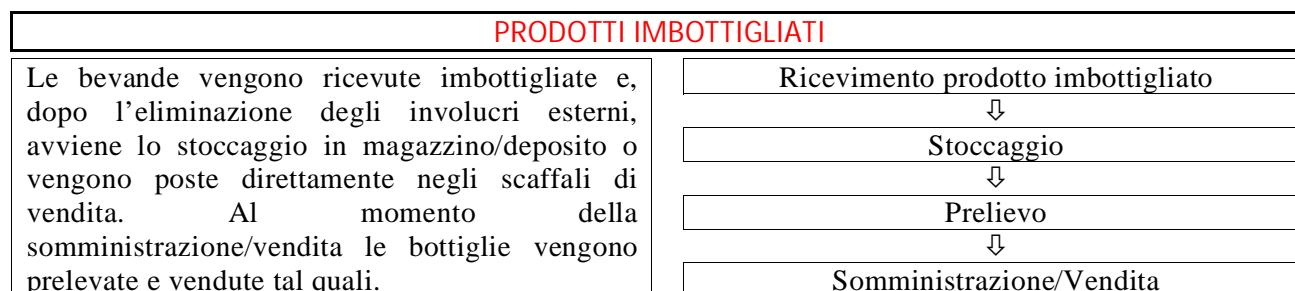 PRODOTTI IMBOTTIGLIATI
Le bevande vengono ricevute imbottigliate e,
dopo l’eliminazione degli involucri esterni,
avviene lo stoccaggio in magazzino/deposito o
vengono poste direttamente negli scaffali di
vendita. Al momento della
somministrazione/vendita le bottiglie vengono
prelevate e vendute tal quali.
Ricevimento prodotto imbottigliato
⇩
Stoccaggio
⇩
Prelievo
⇩
Somministrazione/Vendita